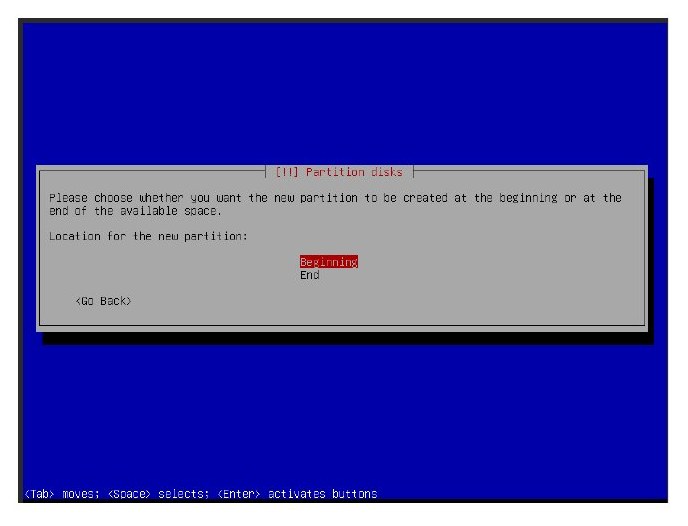 [!!] Partition disks
Please choose whether you want the new partition to be created at the beginning or at the
end of the available space.
Location for the new partition:
Beginning
End
<Go Back>
<Tab> moves; <Space> selects; <Enter> activates buttons